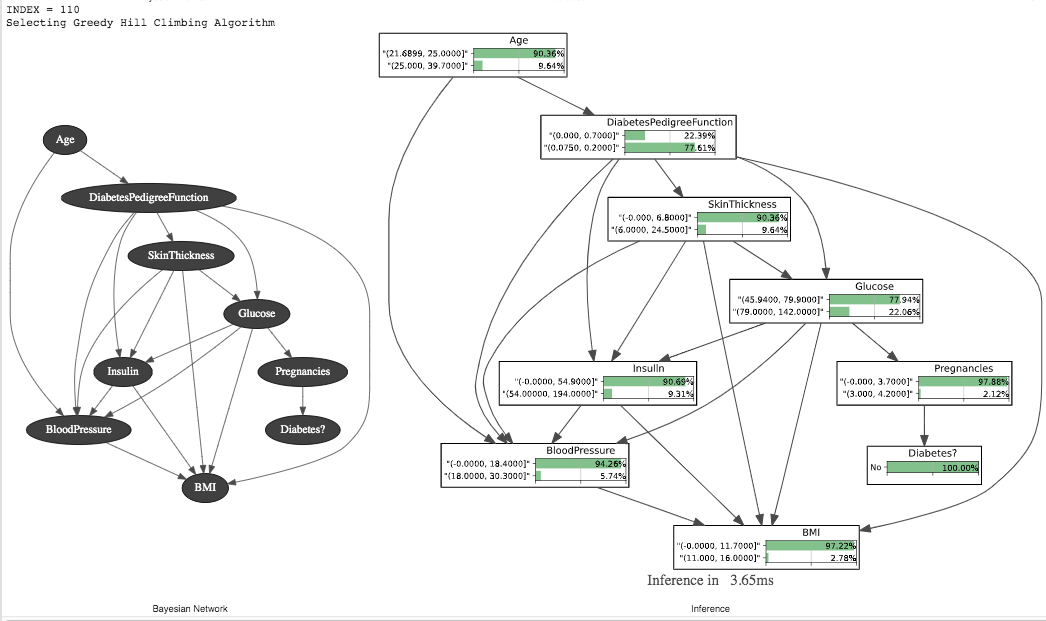 INDEX = 110
Selecting Greedy Hill Climbing Algorithm
Age
DiabetesPedigreeFunction
SkinThickness
Glucose
Insulin
Pregnancies
BloodPressure
Diabetes?
BMI
Bayesian Network
Age
"(21.6899, 25.0000]" 90.36%
"(25.000, 39.7000]" 9.64%
DiabetesPedigreeFunction
"(0.000, 0.7000]" 22.39%
"(0.0750, 0.2000]" 77.61%
SkinThickness
"(-0.000, 6.8000]" 90.36%
"(6.0000, 24.5000]" 9.64%
Glucose
"(45.9400, 79.9000]" 77.94%
"(79.0000, 142.0000]" 22.06%
Insulin
"(-0.0000, 54.9000]" 90.69%
"(54.00000, 194.0000]" 9.31%
Pregnancies
"(-0.000, 3.7000]" 97.88%
"(3.000, 4.2000]" 2.12%
BloodPressure
"(-0.0000, 18.4000]" 94.26%
"(18.0000, 30.3000]" 5.74%
Diabetes?
No 100.00%
BMI
"(-0.0000, 11.7000]" 97.22%
"(11.000, 16.0000]" 2.78%
Inference in 3.65ms
Inference